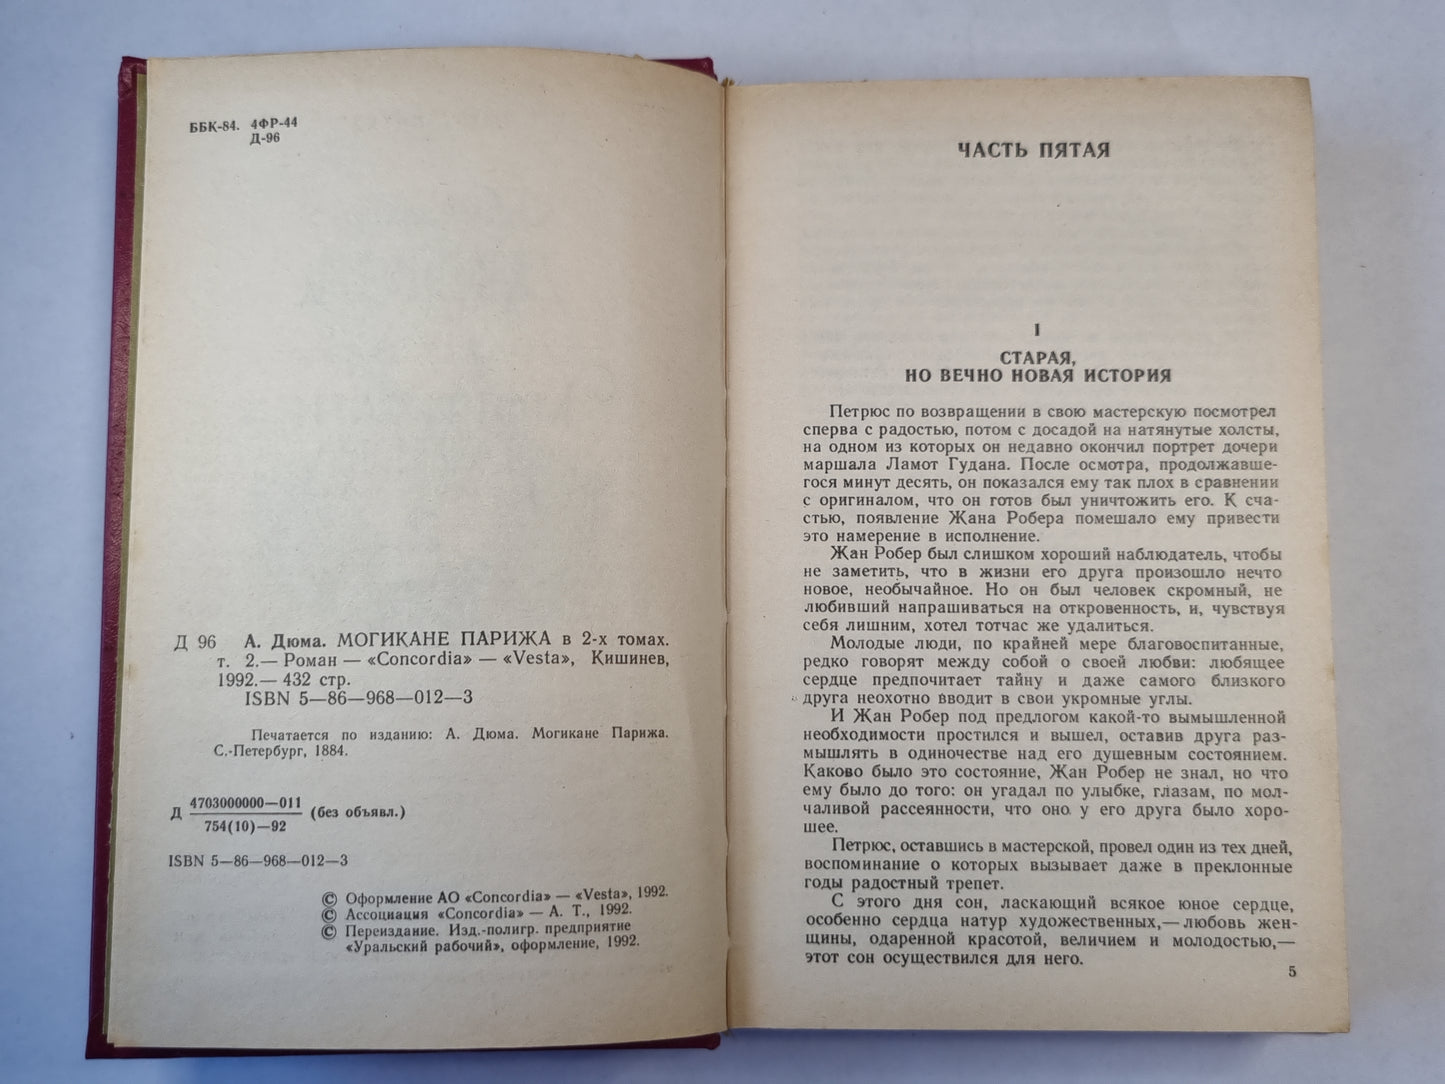 ББК-84. 4ФР-44
Д-96
Д 96 А. Дюма. МОГИКАНЕ ПАРИЖА в 2-х томах.
т. 2.— Роман — «Concordia» — «Vesta», Кишинев,
1992.— 432 стр.
ISBN 5—86—968—012—3
Печатается по изданию: А. Дюма. Могикане Парижа.
С.-Петербург, 1884.
4703000000—011
Д (без объявл.)
754(10)—92
ISBN 5—86—968—012—3
© Оформление АО «Concordia» — «Vesta», 1992.
© Ассоциация «Concordia» — А. Т., 1992.
© Переиздание. Изд.-полигр. предприятие
«Уральский рабочий», оформление, 1992.
ЧАСТЬ ПЯТАЯ
I
СТАРАЯ,
НО ВЕЧНО НОВАЯ ИСТОРИЯ
Петрюс по возвращении в свою мастерскую посмотрел
сперва с радостью, потом с досадой на натянутые холсты,
на одном из которых он недавно окончил портрет дочери
маршала Ламот Гудана. После осмотра, продолжавше-
гося минут десять, он показался ему так плох в сравнении
с оригиналом, что он готов был уничтожить его. К сча-
стью, появление Жана Робера помешало ему привести
это намерение в исполнение.
Жан Робер был слишком хороший наблюдатель, чтобы
не заметить, что в жизни его друга произошло нечто
новое, необычайное. Но он был человек скромный, не
любивший напрашиваться на откровенность, и, чувствуя
себя лишним, хотел тотчас же удалиться.
Молодые люди, по крайней мере благовоспитанные,
редко говорят между собой о своей любви: любящее
сердце предпочитает тайну и даже самого близкого
друга неохотно вводит в свои укромные углы.
И Жан Робер под предлогом какой-то вымышленной
необходимости простился и вышел, оставив друга раз-
мышлять в одиночестве над его душевным состоянием.
Каково было это состояние, Жан Робер не знал, но что
ему было до того: он угадал по улыбке, глазам, по мол-
чаливой рассеянности, что оно у его друга было хоро-
шее.
Петрюс, оставшись в мастерской, провел один из тех дней,
воспоминание о которых вызывает даже в преклонные
годы радостный трепет.
С этого дня сон, ласкающий всякое юное сердце,
особенно сердца натур художественных,— любовь жен-
щины, одаренной красотой, величием и молодостью,—
этот сон осуществился для него.
5